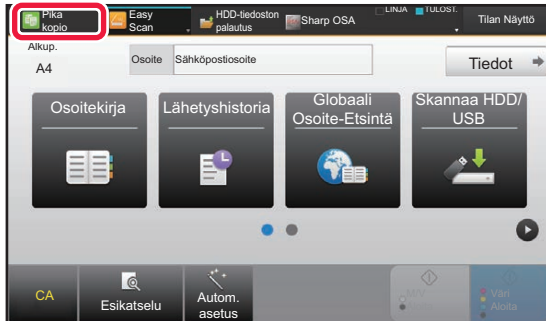 Pika
kopio
Easy
Scan
HDD-tiedoston
palautus
Sharp OSA
LINJA
TULOST.
Tilan Näyttö
Alkup.
A4
Osoite
Sähköpostiosoite
Tiedot
Osoitekirja
Lähetyshistoria
Globaali
Osoite-Etsintä
Skannaa HDD/
USB
CA
Esikatselu
Autom.
asetus
M/V
Väri
Aloita